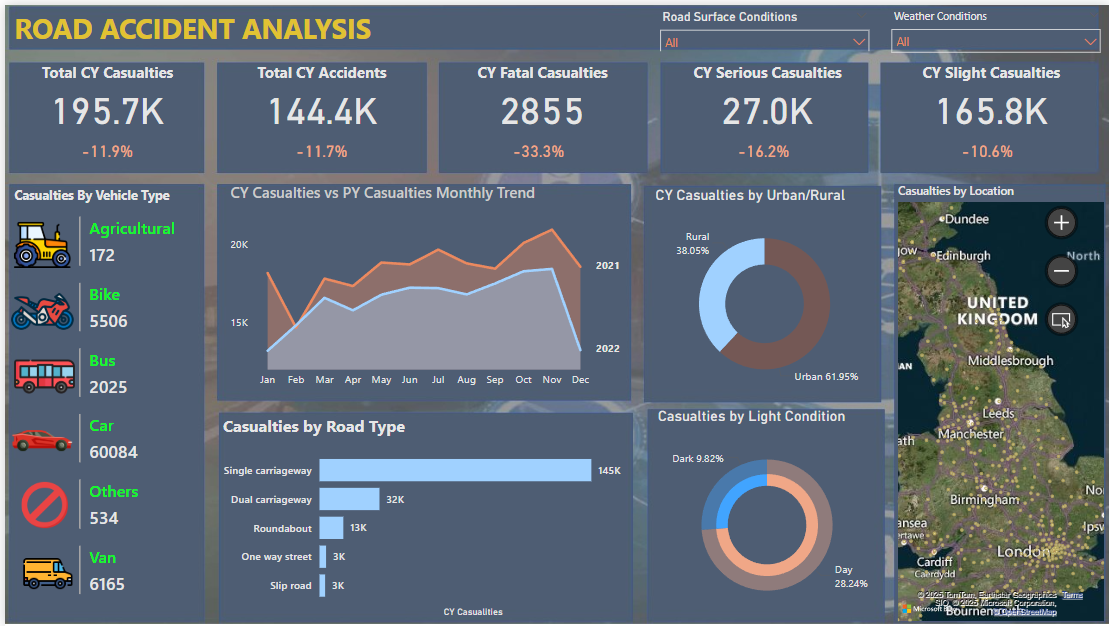 ROAD ACCIDENT ANALYSIS
Road Surface Conditions
All
Weather Conditions
All
Total CY Casualties
195.7K
-11.9%
Total CY Accidents
144.4K
-11.7%
CY Fatal Casualties
2855
-33.3%
CY Serious Casualties
27.0K
-16.2%
CY Slight Casualties
165.8K
-10.6%
Casualties By Vehicle Type
Agricultural
172
Bike
5506
Bus
2025
Car
60084
Others
534
Van
6165
CY Casualties vs PY Casualties Monthly Trend
20K
15K
2021
2022
Jan Feb Mar Apr May Jun Jul Aug Sep Oct Nov Dec
Casualties by Road Type
Single carriageway 145K
Dual carriageway 32K
Roundabout 13K
One way street 3K
Slip road 3K
CY Casualities
CY Casualties by Urban/Rural
Rural
38.05%
Urban 61.95%
Casualties by Light Condition
Dark 9.82%
Day
28.24%
Casualties by Location
Dundee
Edinburgh
North
UNITED
KINGDOM
Middlesbrough
Leeds
Manchester
Birmingham
London
Cardiff
Caerdydd
© 2025 TomTom, Earthstar Geographics Terms
SIO, © 2025 Microsoft Corporation,
© OpenStreetMap